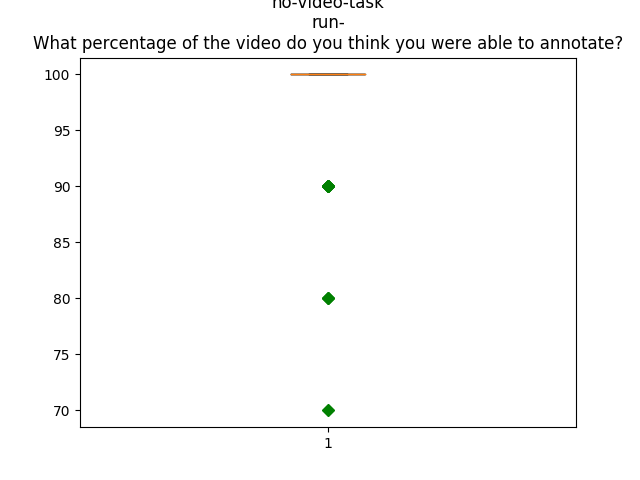 no-video-task
run-
What percentage of the video do you think you were able to annotate?
100
95
90
85
80
75
70
1